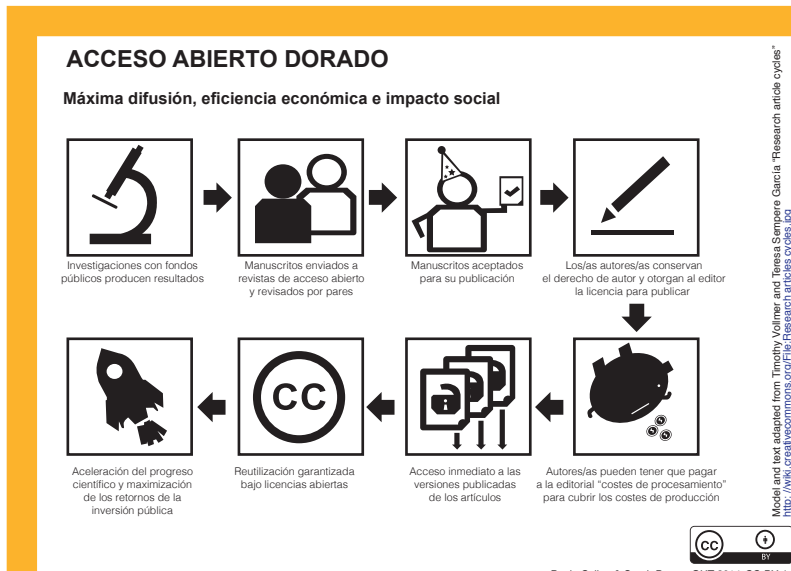 ACCESO ABIERTO DORADO
Máxima difusión, eficiencia económica e impacto social
Investigaciones con fondos
públicos producen resultados
Manuscritos enviados a
revistas de acceso abierto
y revisados por pares
Manuscritos aceptados
para su publicación
Los/as autores/as conservan
el derecho de autor y otorgan al editor
la licencia para publicar
Autores/as pueden tener que pagar
a la editorial “costes de procesamiento”
para cubrir los costes de producción
Acceso inmediato a las
versiones publicadas
de los artículos
CC
Reutilización garantizada
bajo licencias abiertas
Aceleración del progreso
científico y maximización
de los retornos de la
inversión pública
Model and text adapted from Timothy Vollmer and Teresa Sempere García “Research article cycles”
http: //wiki.creativecommons.org/File:Research articles cycles.jpg
cc
BY